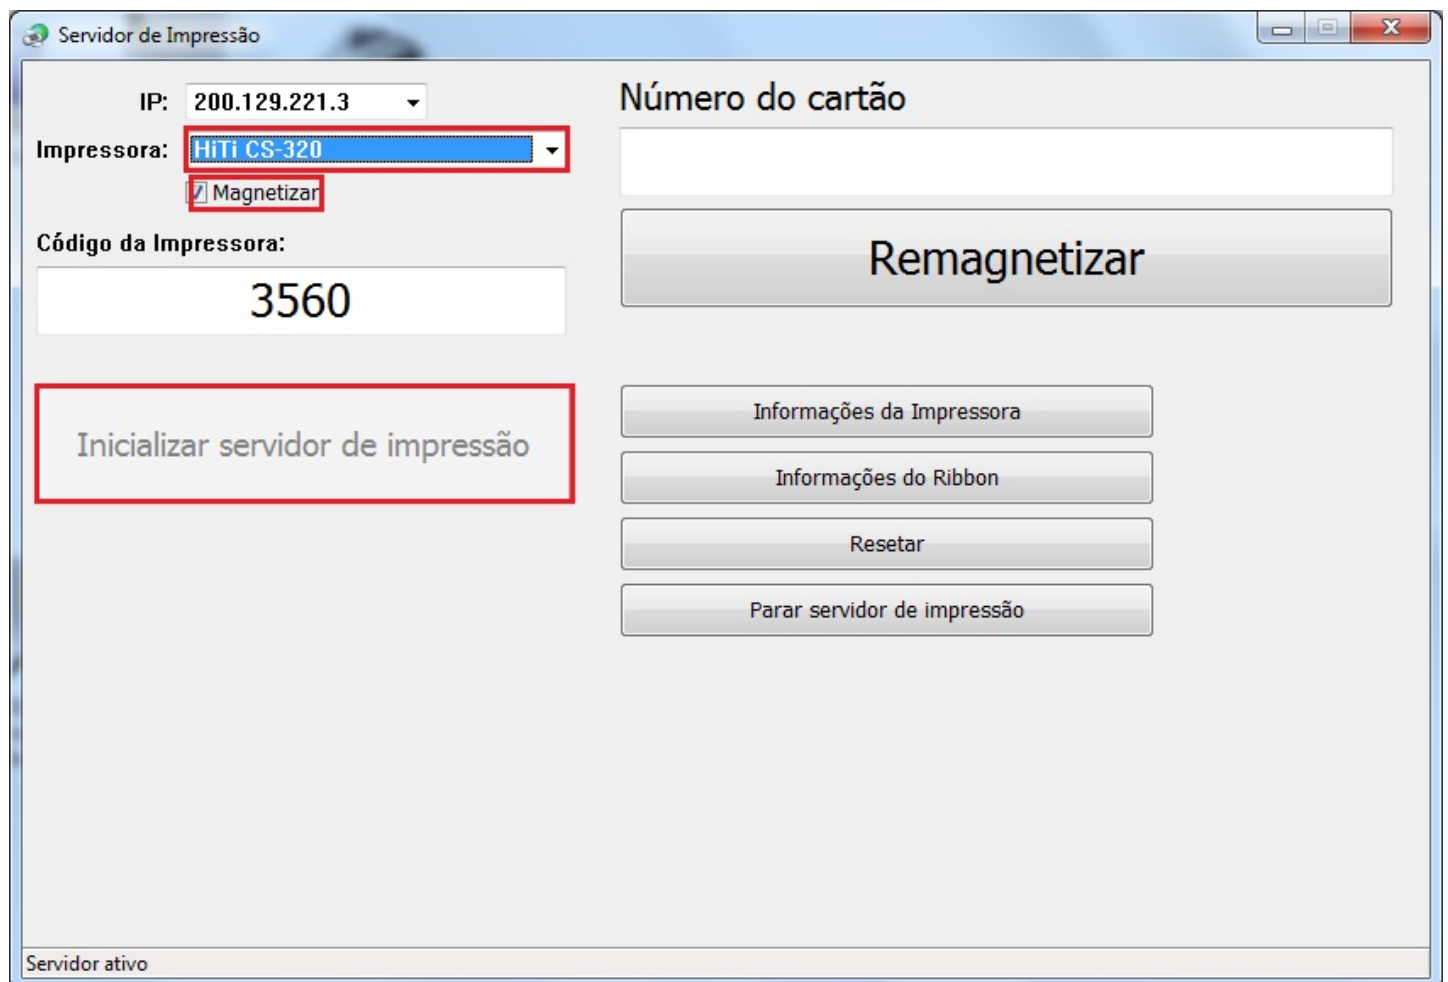 Servidor de Impressão
IP: 200.129.221.3
Impressora: HiTi CS-320
Magnetizar
Código da Impressora:
3560
Inicializar servidor de impressão
Número do cartão
Remagnetizar
Informações da Impressora
Informações do Ribbon
Resetar
Parar servidor de impressão
Servidor ativo